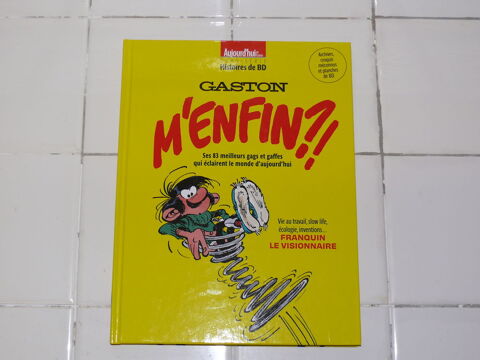 Aujourd'hui
Histoires de BD
Archives,
croquis
méconnus
et planches
de BD
GASTON
M'ENFIN?!
Ses 83 meilleurs gags et gaffes
qui éclairent le monde d'aujourd'hui
Vie au travail, slow life,
écologie, inventions...
FRANQUIN
LE VISIONNAIRE